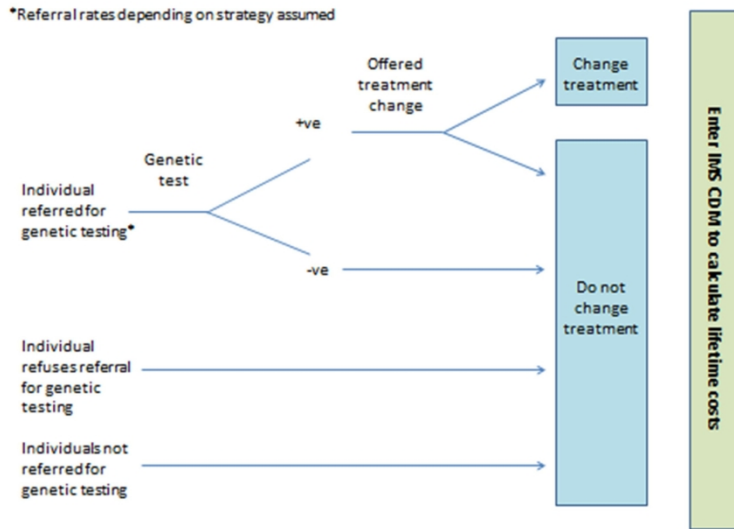 *Referral rates depending on strategy assumed
Offered
treatment
change
Change
treatment
+ve
Genetic
test
Individual
referred for
genetic testing*
-ve
Do not
change
treatment
Individual
refuses referral
for genetic
testing
Individuals not
referred for
genetic testing
Enter IMS CDM to calculate lifetime costs